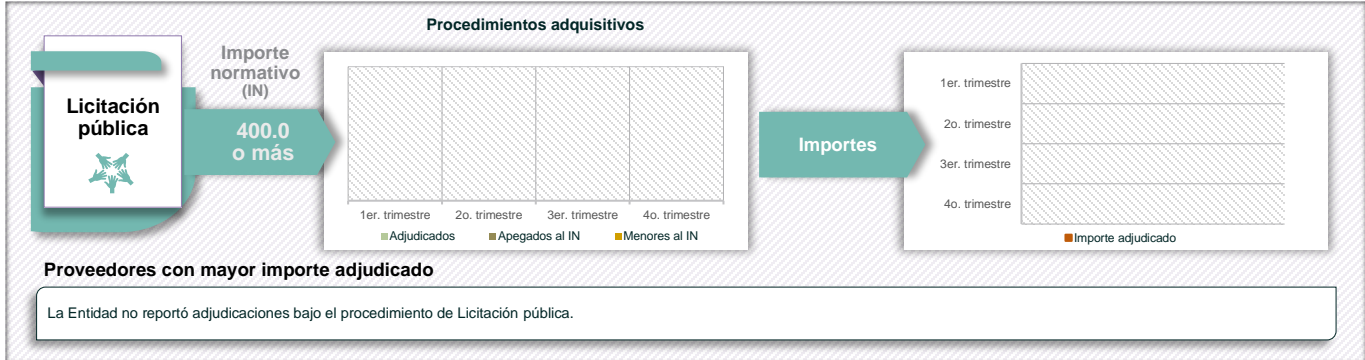 Procedimientos adquisitivos
Licitación
pública
Importe
normativo
(IN)
400.0
o más
1er. trimestre
2o. trimestre
3er. trimestre
4o. trimestre
Adjudicados
Apegados al IN
Menores al IN
Importes
1er. trimestre
2o. trimestre
3er. trimestre
4o. trimestre
Importe adjudicado
Proveedores con mayor importe adjudicado
La Entidad no reportó adjudicaciones bajo el procedimiento de Licitación pública.